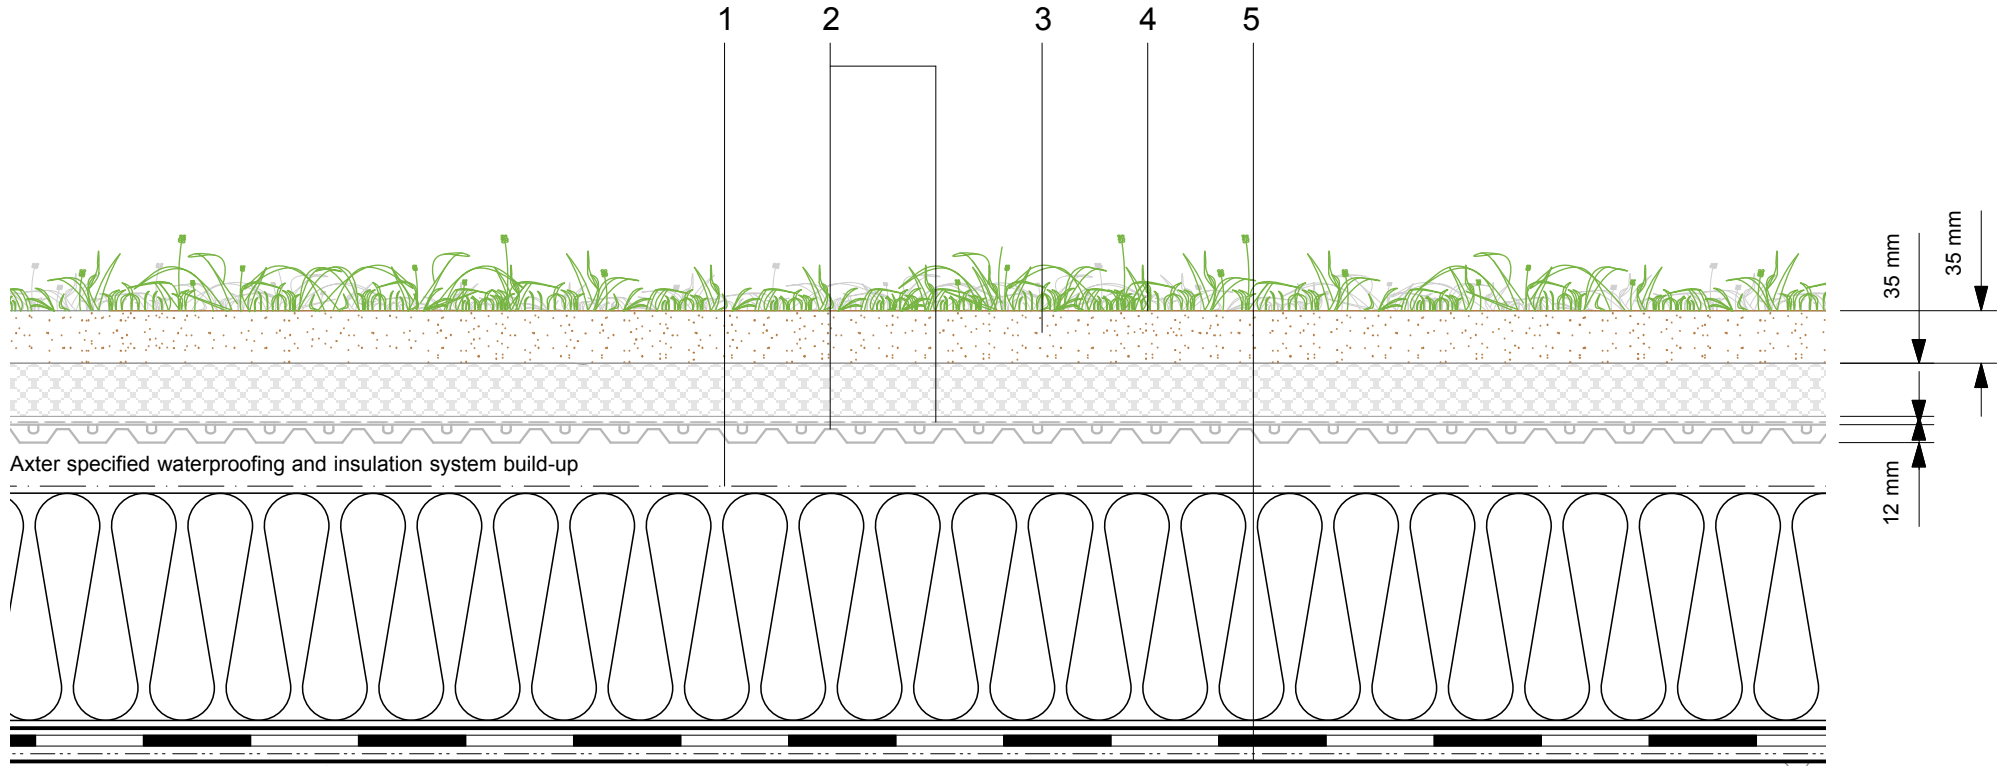 1 2 3 4 5
35 mm
35 mm
Axter specified waterproofing and insulation system build-up
12 mm